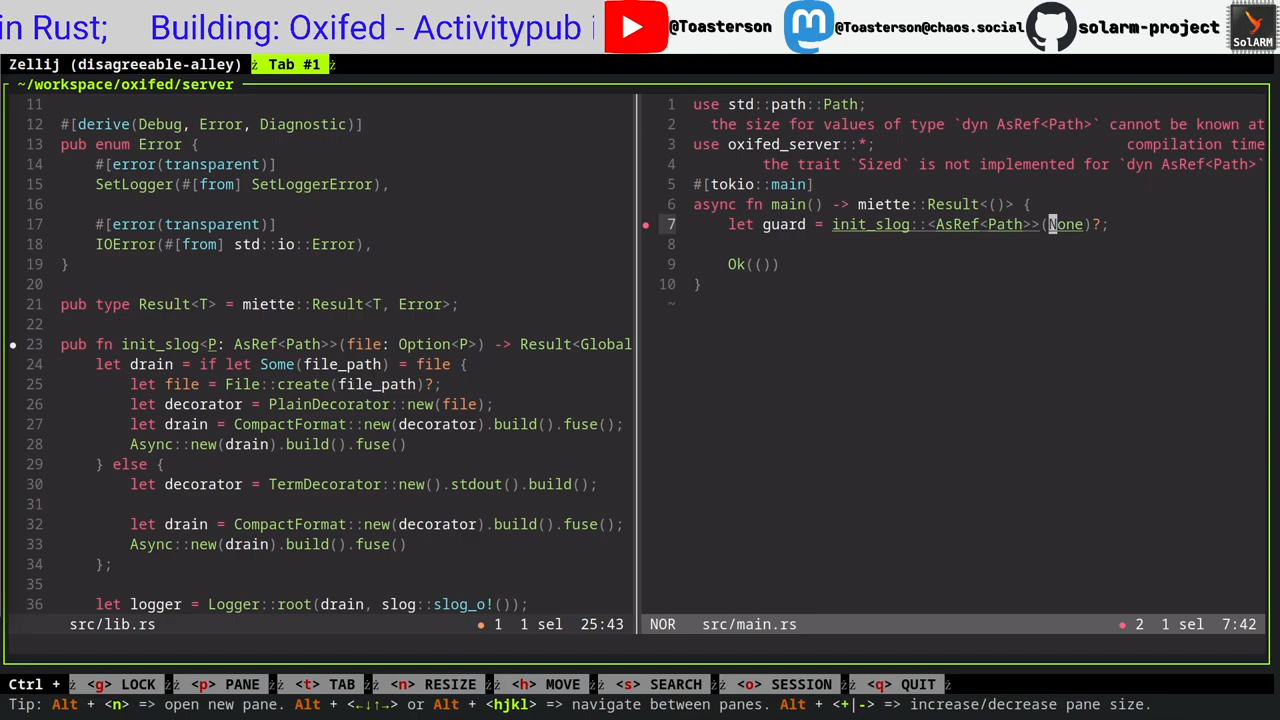 in Rust;     Building: Oxifed - Activitypub i
@Toasterson
@Toasterson@chaos.social
solarm-project
SolARM
Zellij (disagreeable-alley)  Tab #1
~/workspace/oxifed/server
11
12 #[derive(Debug, Error, Diagnostic)]
13 pub enum Error {
14     #[error(transparent)]
15     SetLogger(#[from] SetLoggerError),
16
17     #[error(transparent)]
18     IOError(#[from] std::io::Error),
19 }
20
21 pub type Result<T> = miette::Result<T, Error>;
22
23 pub fn init_slog<P: AsRef<Path>>(file: Option<P>) -> Result<Global
24     let drain = if let Some(file_path) = file {
25         let file = File::create(file_path)?;
26         let decorator = PlainDecorator::new(file);
27         let drain = CompactFormat::new(decorator).build().fuse();
28         Async::new(drain).build().fuse()
29     } else {
30         let decorator = TermDecorator::new().stdout().build();
31
32         let drain = CompactFormat::new(decorator).build().fuse();
33         Async::new(drain).build().fuse()
34     };
35
36     let logger = Logger::root(drain, slog::slog_o!());
src/lib.rs ● 1 1 sel 25:43
1 use std::path::Path;
2 the size for values of type `dyn AsRef<Path>` cannot be known at
3 use oxifed_server::*; compilation time
4 the trait `Sized` is not implemented for `dyn AsRef<Path>`
5 #[tokio::main]
6 async fn main() -> miette::Result<()> {
7     let guard = init_slog::<AsRef<Path>>(None)?;
8
9     Ok(())
10 }
~
NOR src/main.rs ● 2 1 sel 7:42
Ctrl + <g> LOCK <p> PANE <t> TAB <n> RESIZE <h> MOVE <s> SEARCH <o> SESSION <q> QUIT
Tip: Alt + <n> => open new pane. Alt + <←↓↑→> or Alt + <hjkl> => navigate between panes. Alt + <+|-> => increase/decrease pane size.